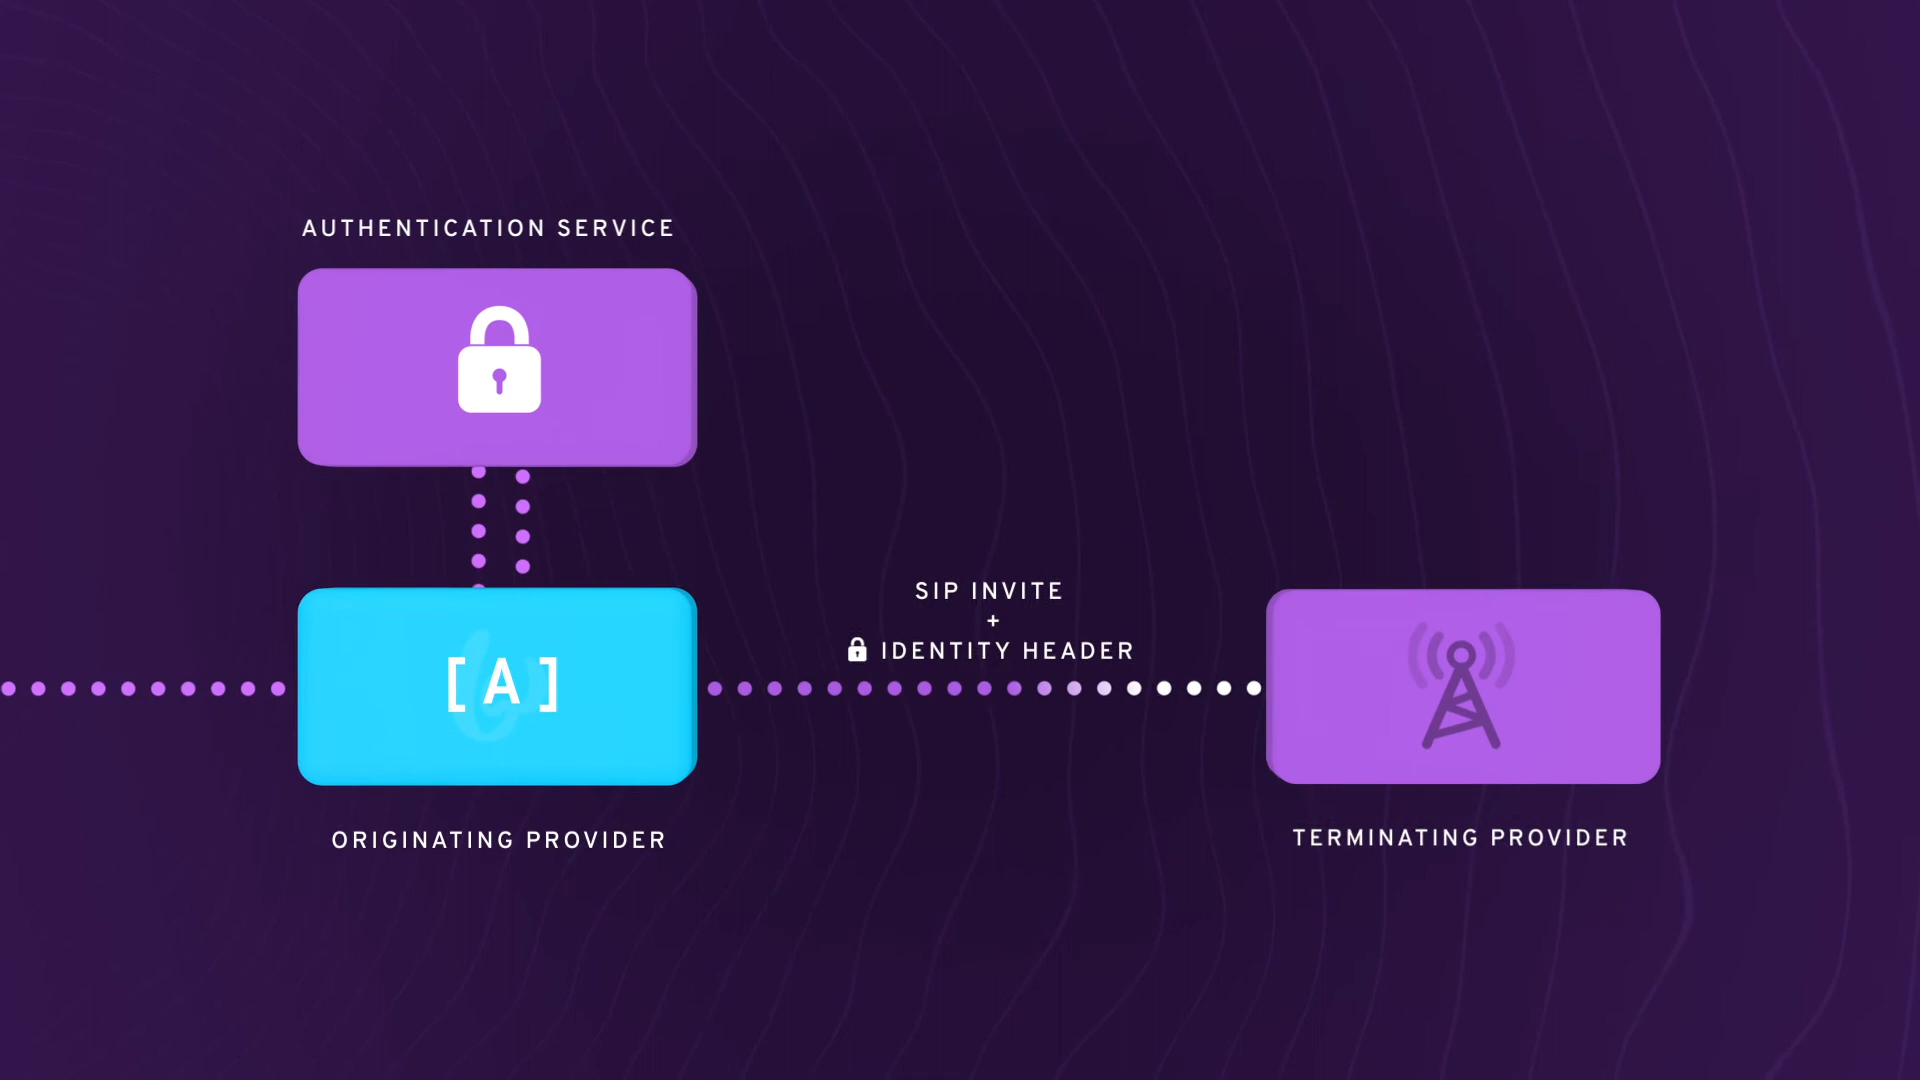 AUTHENTICATION SERVICE
[A]
SIP INVITE
+
IDENTITY HEADER
ORIGINATING PROVIDER
TERMINATING PROVIDER